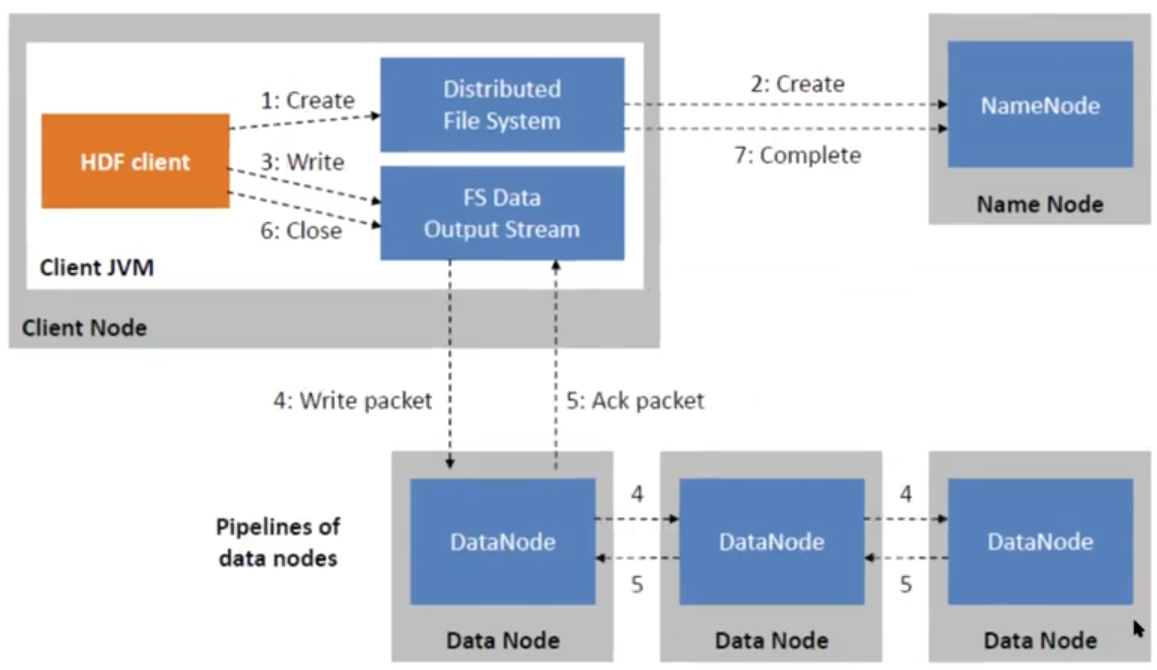 1: Create
Distributed
File System
2: Create
NameNode
HDF client
3: Write
7: Complete
FS Data
Output Stream
6: Close
Name Node
Client JVM
Client Node
4: Write packet
5: Ack packet
Pipelines of
data nodes
DataNode
4
5
DataNode
4
5
DataNode
Data Node
Data Node
Data Node